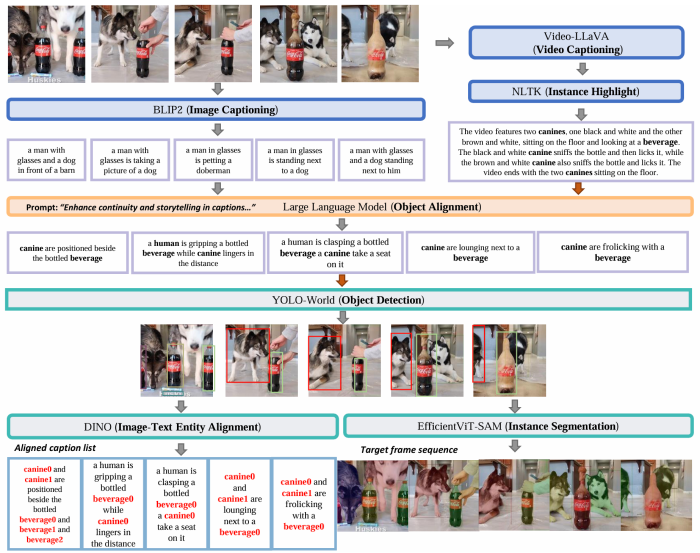 Huskies
Video-LLaVA
(Video Captioning)
BLIP2 (Image Captioning)
NLTK (Instance Highlight)
a man with
glasses and a dog
in front of a barn
a man with
glasses is taking a
picture of a dog
a man in glasses
is petting a
doberman
a man in glasses
is standing next
to a dog
a man with glasses
and a dog standing
next to him
The video features two canines, one black and white and the other
brown and white, sitting on the floor and looking at a beverage.
The black and white canine sniffs the bottle and then licks it, while
the brown and white canine also sniffs the bottle and licks it. The
video ends with the two canines sitting on the floor.
Prompt: “Enhance continuity and storytelling in captions…”
Large Language Model (Object Alignment)
canine are positioned beside
the bottled beverage
a human is gripping a bottled
beverage while canine lingers in
the distance
a human is clasping a bottled
beverage a canine take a seat
on it
canine are lounging next to a
beverage
canine are frolicking with a
beverage
YOLO-World (Object Detection)
DINO (Image-Text Entity Alignment)
EfficientViT-SAM (Instance Segmentation)
Aligned caption list
Target frame sequence
canine0 and
canine1 are
positioned
beside the
bottled
beverage0 and
beverage1 and
beverage2
a human is
gripping a
bottled
beverage0
while
canine0
lingers in
the distance
a human is
clasping a
bottled
beverage0
a canine0
take a seat
on it
canine0
and
canine1 are
lounging
next to a
beverage0
canine0 and
canine1 are
frolicking
with a
beverage0
Huskies